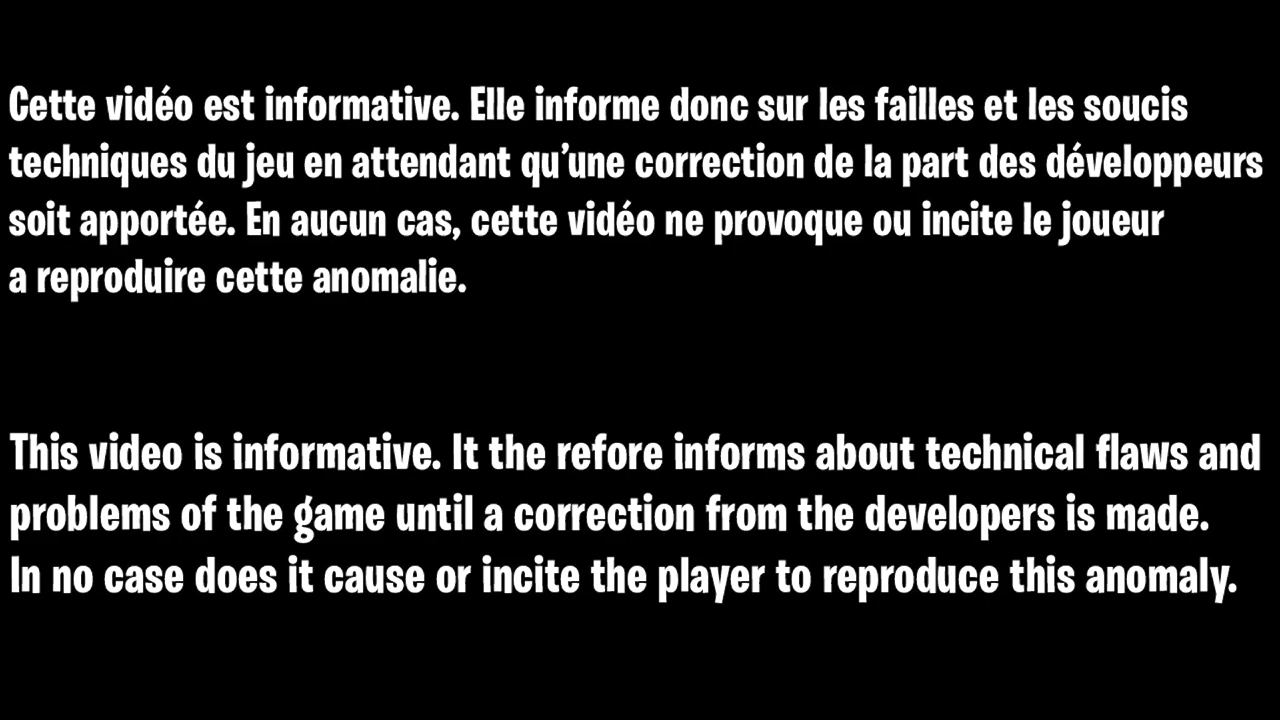 Cette vidéo est informative. Elle informe donc sur les failles et les soucis
techniques du jeu en attendant qu’une correction de la part des développeurs
soit apportée. En aucun cas, cette vidéo ne provoque ou incite le joueur
a reproduire cette anomalie.
This video is informative. It the refore informs about technical flaws and
problems of the game until a correction from the developers is made.
In no case does it cause or incite the player to reproduce this anomaly.